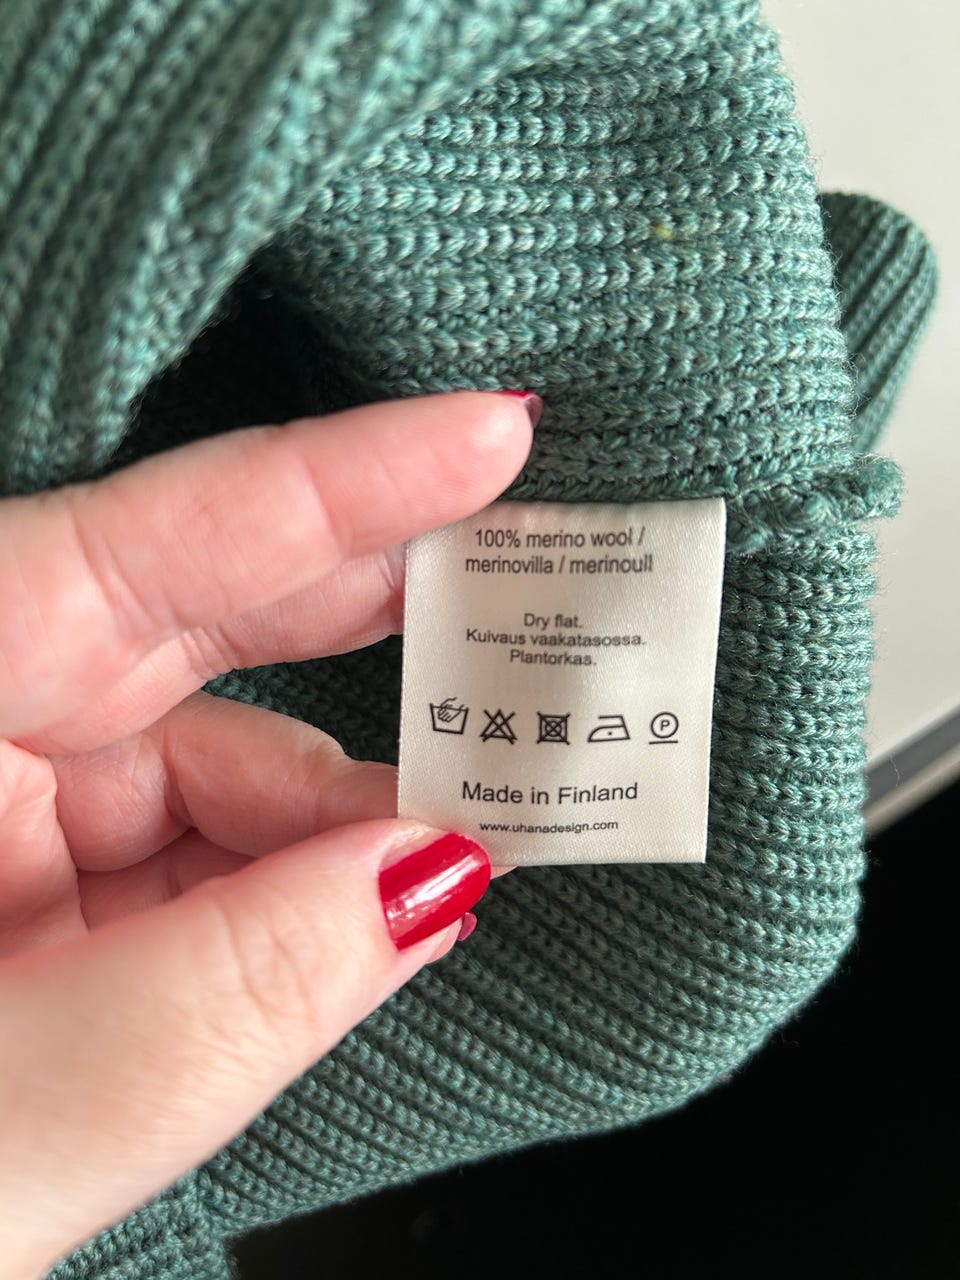 100% merino wool /
merinovilla / merinoull
Dry flat.
Kuivaus vaakatasossa.
Plantorkas.
P
Made in Finland
www.uhanadesign.com